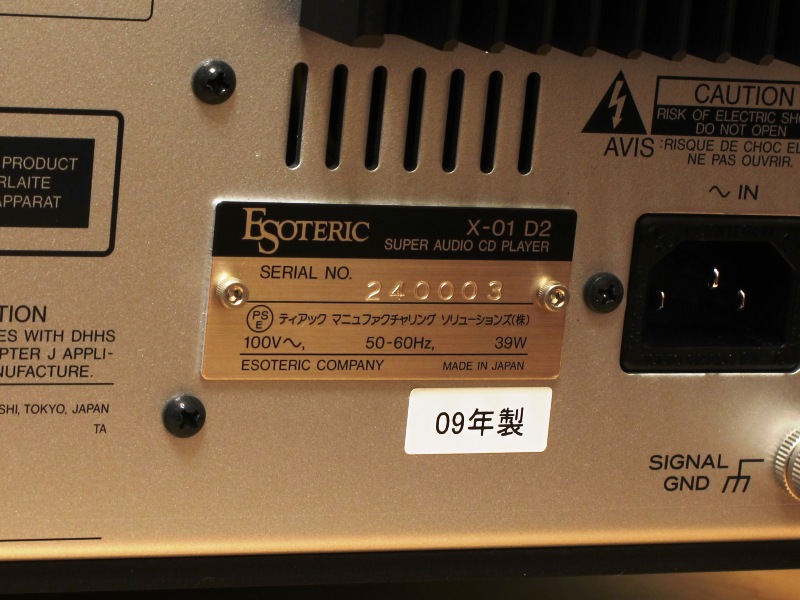 PRODUCT
RLAITE
APPARAT
TION
ES WITH DHHS
PTER J APPLI-
NUFACTURE.
SHI, TOKYO, JAPAN
TA
ESOTERIC
X-01 D2
SUPER AUDIO CD PLAYER
SERIAL NO.
240003
PS
E
ティアック マニュファクチャリング ソリューションズ(株)
100V～, 50-60Hz, 39W
ESOTERIC COMPANY MADE IN JAPAN
09年製
CAUTION
RISK OF ELECTRIC SHO
DO NOT OPEN
AVIS :RISQUE DE CHOC EL
NE PAS OUVRIR.
～ IN
SIGNAL
GND